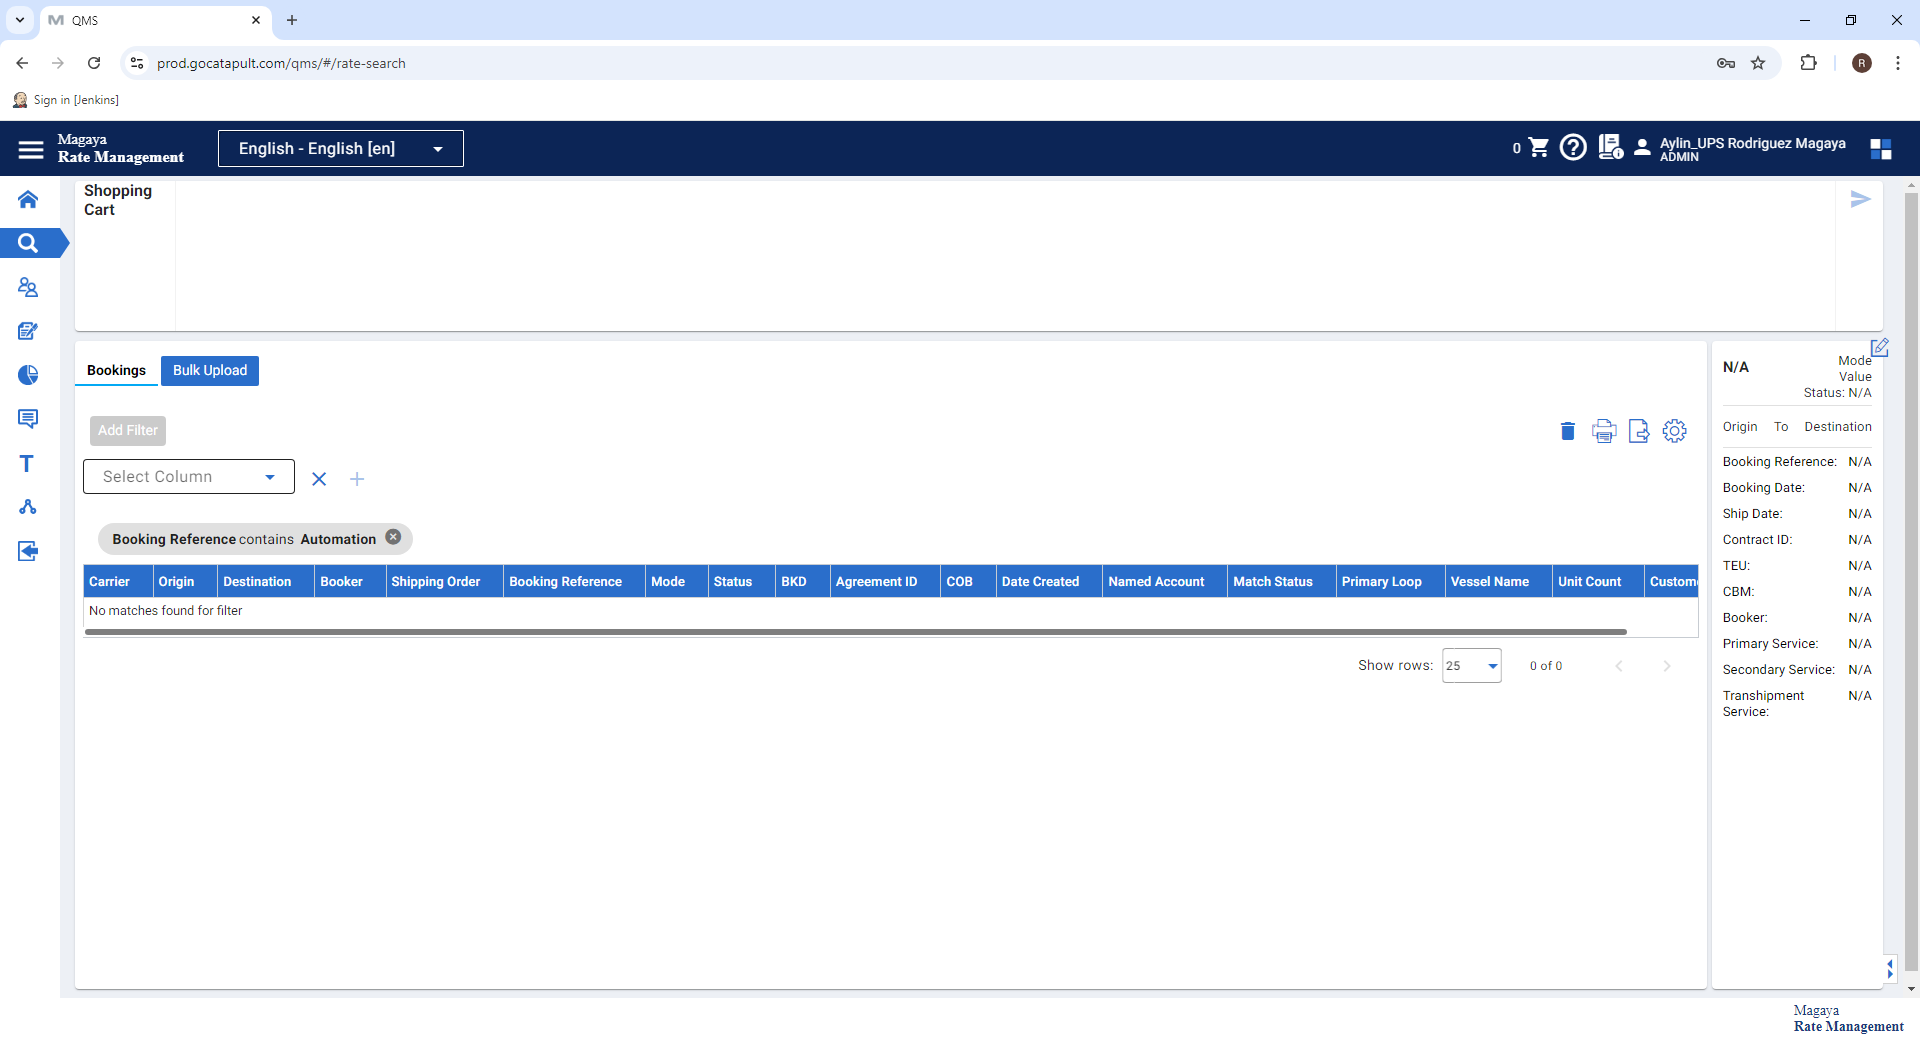 QMS
prod.gocatapult.com/qms/#/rate-search
R
Sign in [Jenkins]
Magaya
Rate Management
English - English [en]
0
Aylin_UPS Rodriguez Magaya
ADMIN
Shopping
Cart
Bookings
Bulk Upload
Add Filter
Select Column
Booking Reference contains Automation
Carrier Origin Destination Booker Shipping Order Booking Reference Mode Status BKD Agreement ID COB Date Created Named Account Match Status Primary Loop Vessel Name Unit Count Custome
No matches found for filter
Show rows: 25 0 of 0
N/A
Mode
Value
Status: N/A
Origin To Destination
Booking Reference: N/A
Booking Date: N/A
Ship Date: N/A
Contract ID: N/A
TEU: N/A
CBM: N/A
Booker: N/A
Primary Service: N/A
Secondary Service: N/A
Transhipment N/A
Service:
T
Magaya
Rate Management